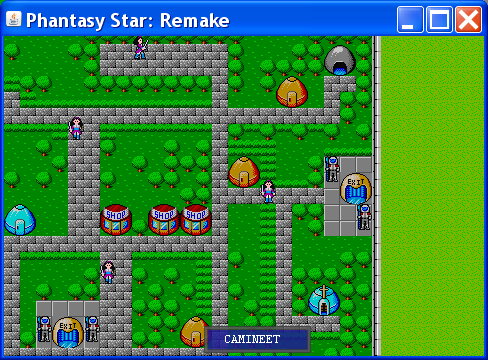 Phantasy Star: Remake
EXIT
SHOP
SHOP
SHOP
EXIT
CAMINEET